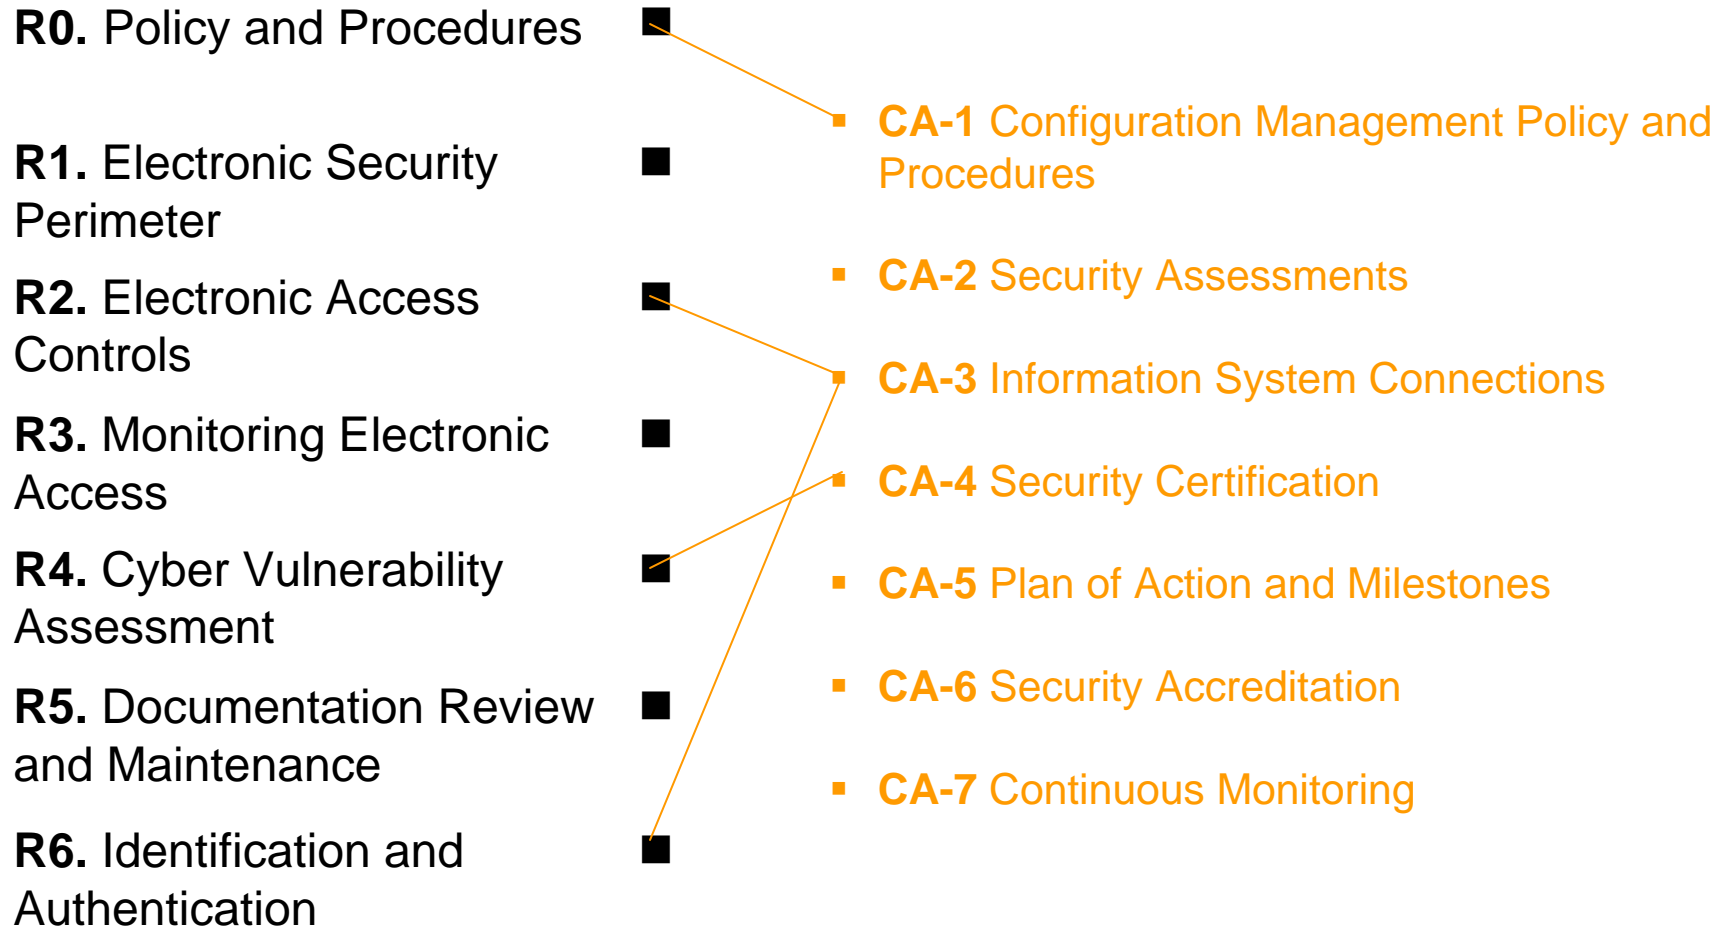 R0. Policy and Procedures
R1. Electronic Security
Perimeter
R2. Electronic Access
Controls
R3. Monitoring Electronic
Access
R4. Cyber Vulnerability
Assessment
R5. Documentation Review
and Maintenance
R6. Identification and
Authentication
CA-1 Configuration Management Policy and
Procedures
CA-2 Security Assessments
CA-3 Information System Connections
CA-4 Security Certification
CA-5 Plan of Action and Milestones
CA-6 Security Accreditation
CA-7 Continuous Monitoring